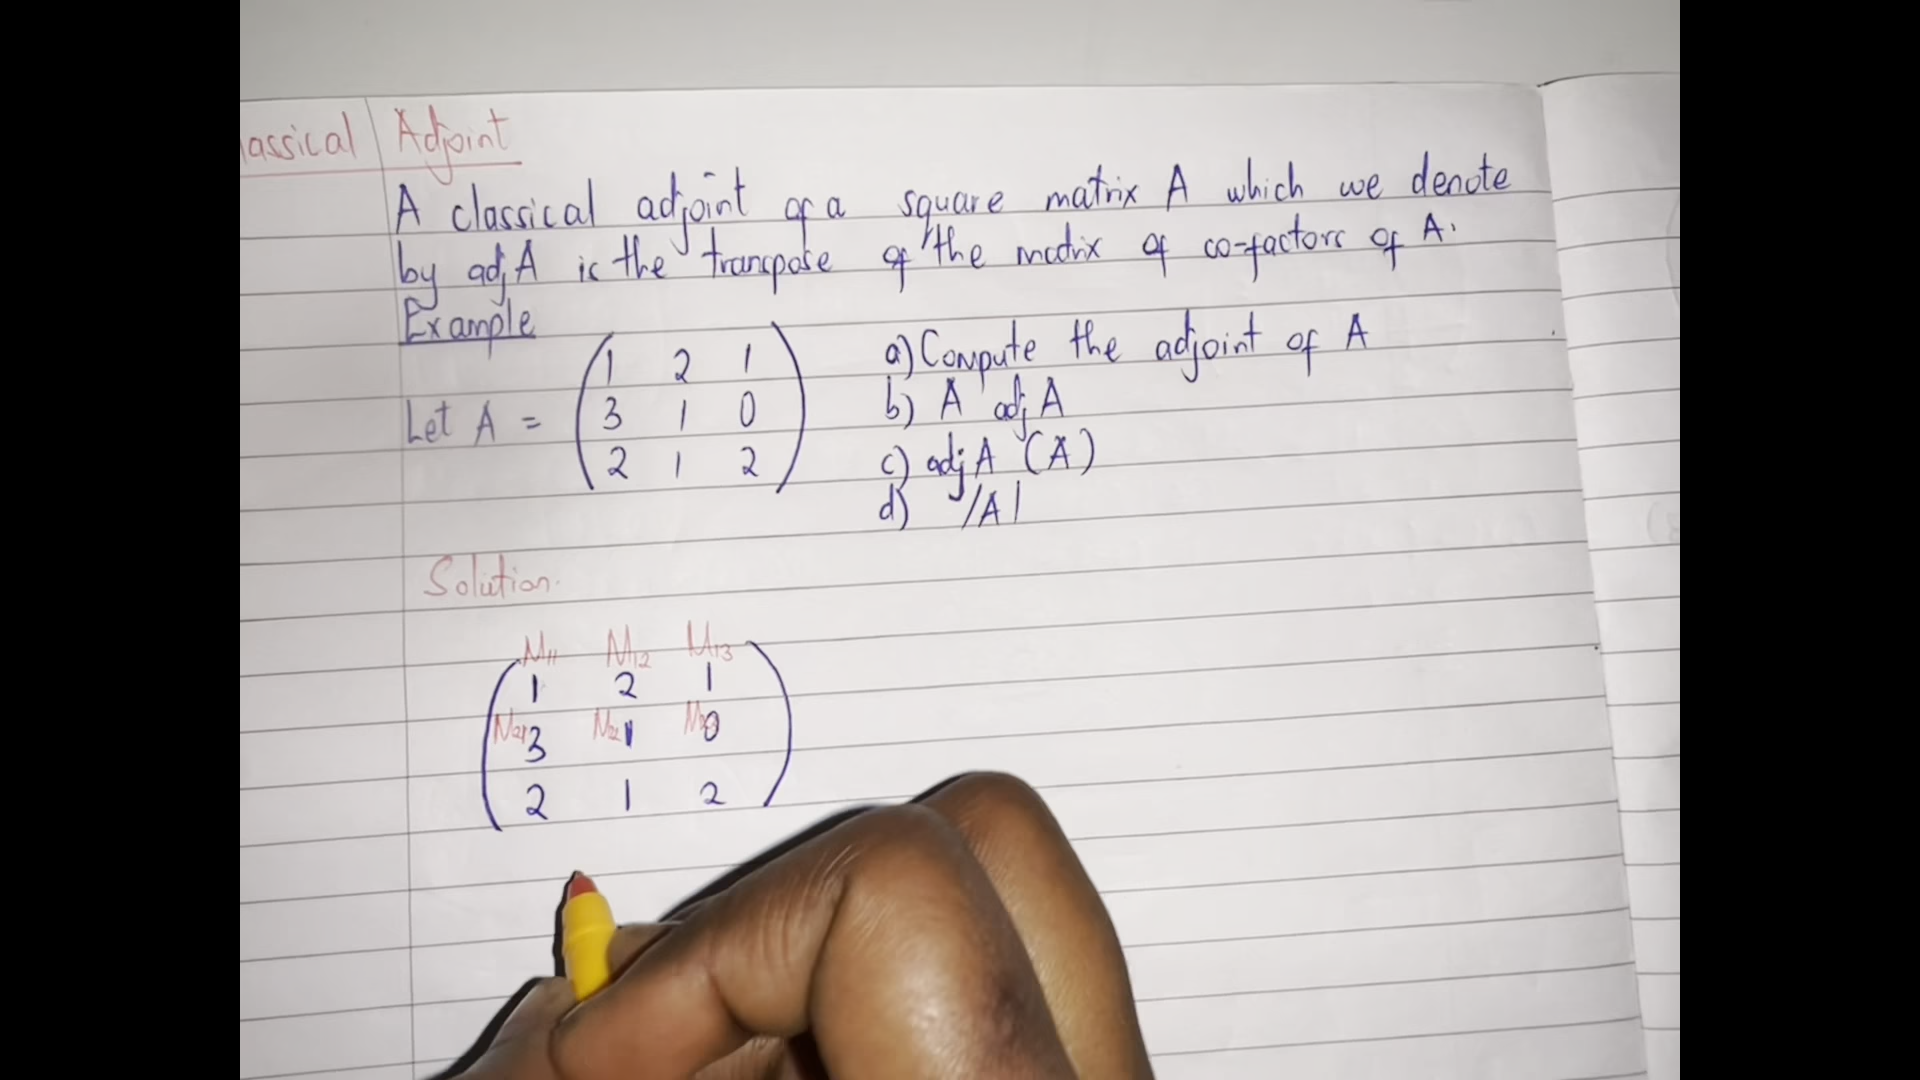 lassical Adjoint
A classical adjoint of a square matrix A which we denote
by adj A is the transpose of the matrix of co-factors of A.
Example
Let A = ( 1 2 1
3 1 0
2 1 2 )
a) Compute the adjoint of A
b) A adj A
c) adj A (A)
d) |A|
Solution.
M11 M12 M13
1 2 1
M21 3 M22 1 0
2 1 2